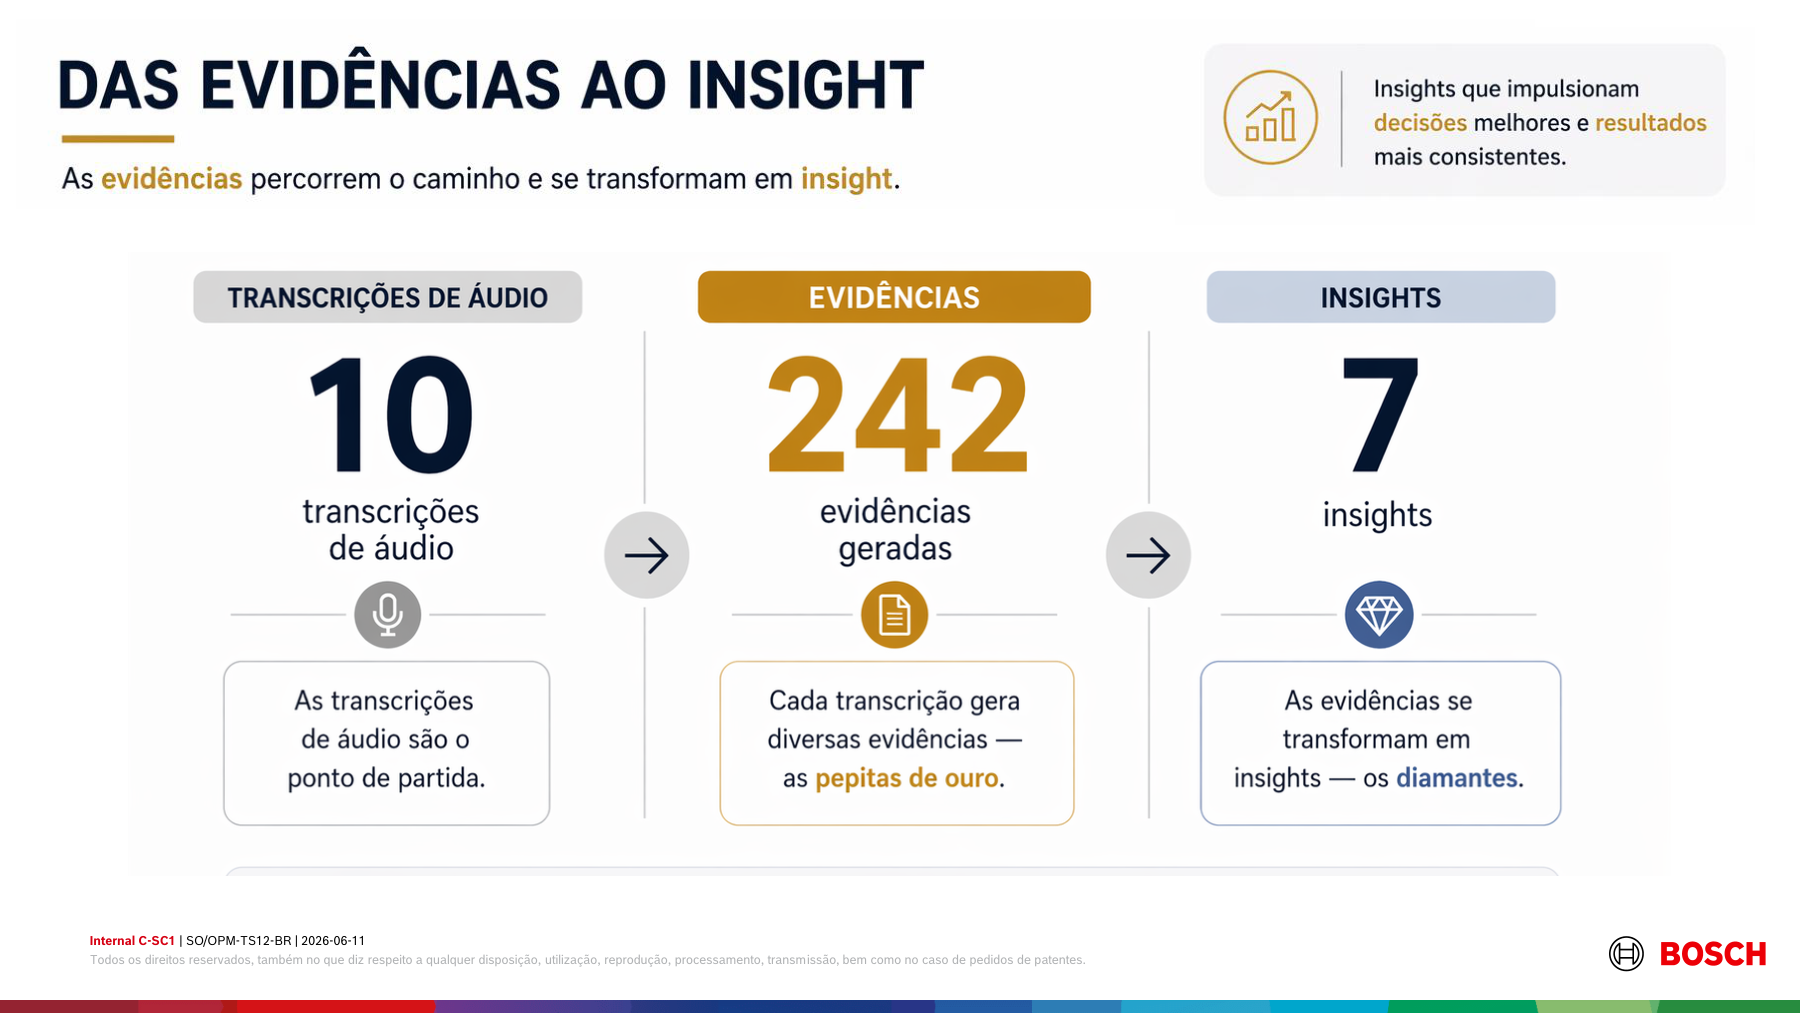 DAS EVIDÊNCIAS AO INSIGHT
As evidências percorrem o caminho e se transformam em insight.
Insights que impulsionam
decisões melhores e resultados
mais consistentes.
TRANSCRIÇÕES DE ÁUDIO
10
transcrições
de áudio
As transcrições
de áudio são o
ponto de partida.
EVIDÊNCIAS
242
evidências
geradas
Cada transcrição gera
diversas evidências —
as pepitas de ouro.
INSIGHTS
7
insights
As evidências se
transformam em
insights — os diamantes.
Internal C-SC1 | SO/OPM-TS12-BR | 2026-06-11
Todos os direitos reservados, também no que diz respeito a qualquer disposição, utilização, reprodução, processamento, transmissão, bem como no caso de pedidos de patentes.
BOSCH